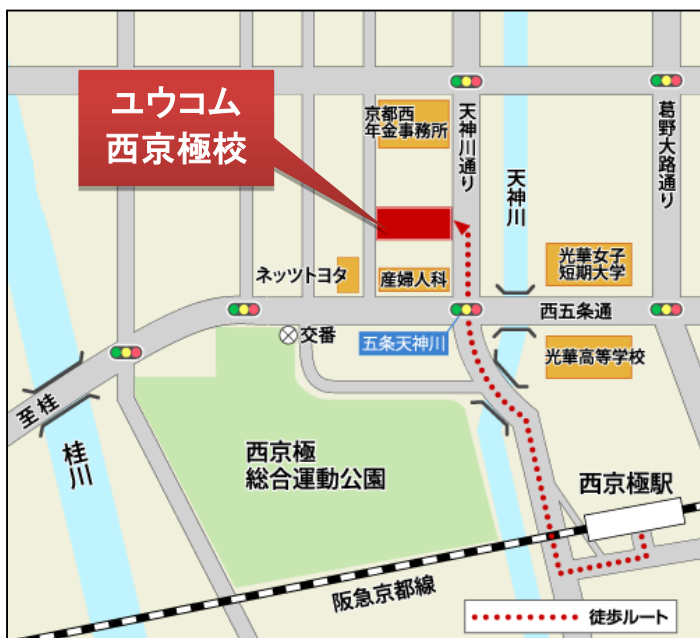 ユウコム
西京極校
京都西
年金事務所
天神川通り
天神川
葛野大路通り
光華女子
短期大学
ネッツトヨタ
産婦人科
西五条通
交番
五条天神川
光華高等学校
至桂
桂川
西京極
総合運動公園
西京極駅
阪急京都線
徒歩ルート